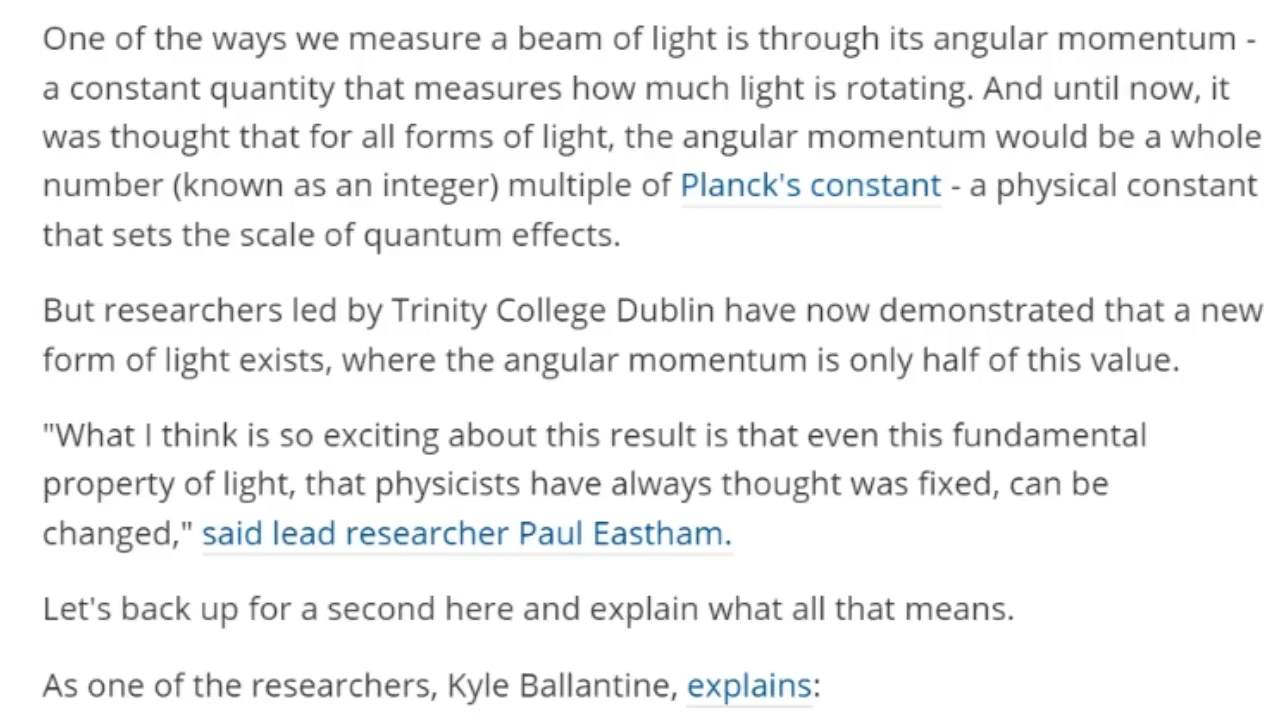 One of the ways we measure a beam of light is through its angular momentum -
a constant quantity that measures how much light is rotating. And until now, it
was thought that for all forms of light, the angular momentum would be a whole
number (known as an integer) multiple of Planck's constant - a physical constant
that sets the scale of quantum effects.
But researchers led by Trinity College Dublin have now demonstrated that a new
form of light exists, where the angular momentum is only half of this value.
"What I think is so exciting about this result is that even this fundamental
property of light, that physicists have always thought was fixed, can be
changed," said lead researcher Paul Eastham.
Let's back up for a second here and explain what all that means.
As one of the researchers, Kyle Ballantine, explains: